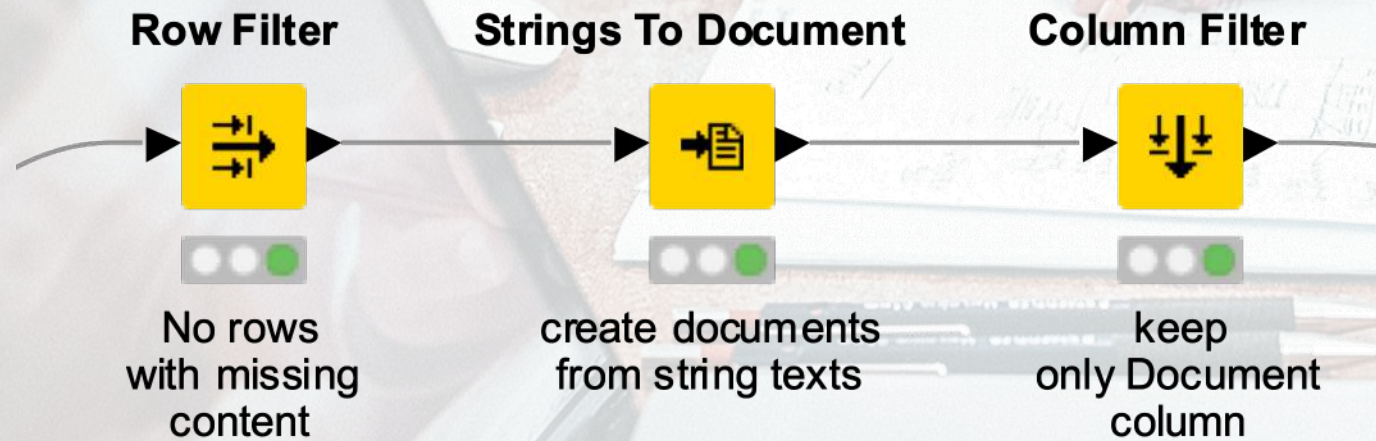 Row Filter
Strings To Document
Column Filter
No rows
with missing
content
create documents
from string texts
keep
only Document
column